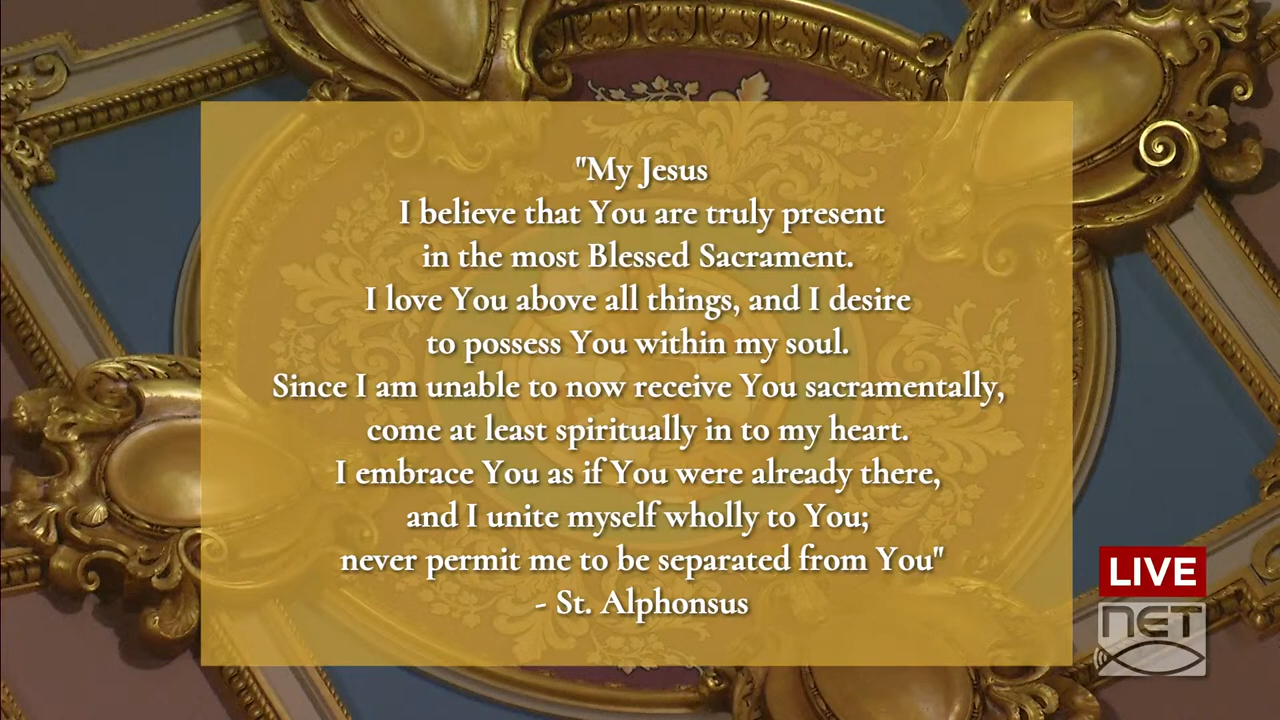 "My Jesus
I believe that You are truly present
in the most Blessed Sacrament.
I love You above all things, and I desire
to possess You within my soul.
Since I am unable to now receive You sacramentally,
come at least spiritually in to my heart.
I embrace You as if You were already there,
and I unite myself wholly to You;
never permit me to be separated from You"
- St. Alphonsus
LIVE
NET